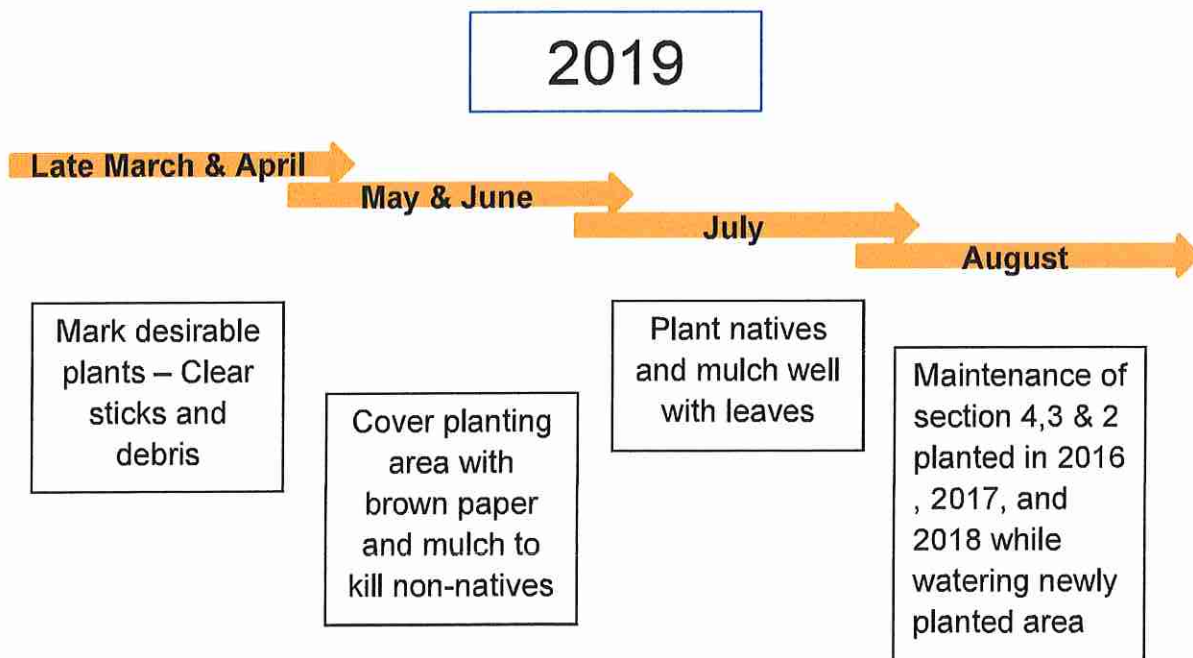 2019
Late March & April
May & June
July
August
Mark desirable
plants – Clear
sticks and
debris
Cover planting
area with
brown paper
and mulch to
kill non-natives
Plant natives
and mulch well
with leaves
Maintenance of
section 4,3 & 2
planted in 2016
, 2017, and
2018 while
watering newly
planted area